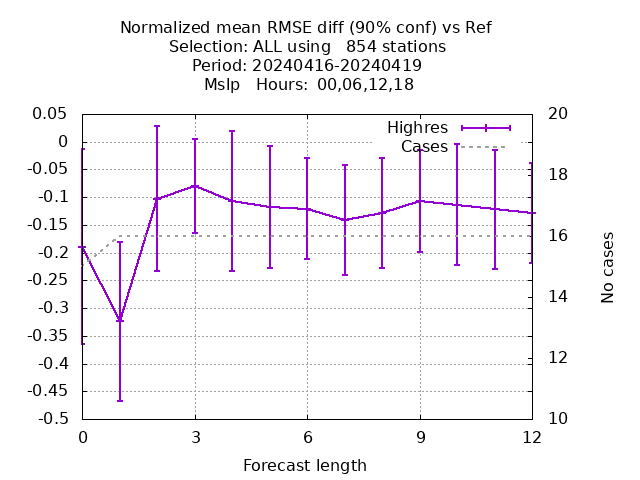 Normalized mean RMSE diff (90% conf) vs Ref
Selection: ALL using   854 stations
Period: 20240416-20240419
Mslp   Hours:  00,06,12,18
0.05
0
-0.05
-0.1
-0.15
-0.2
-0.25
-0.3
-0.35
-0.4
-0.45
-0.5
Highres
Cases
20
18
16
14
12
10
No cases
0
3
6
9
12
Forecast length